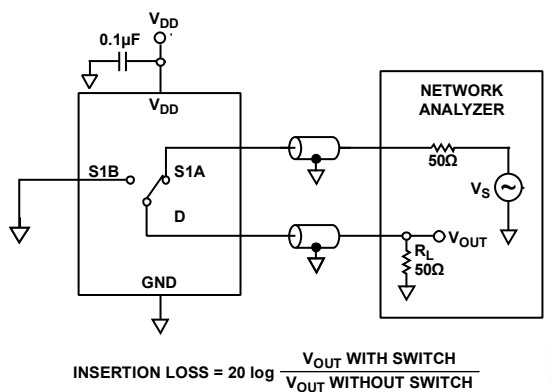 V_DD
0.1µF
V_DD
NETWORK
ANALYZER
S1B
S1A
50Ω
V_S
D
V_OUT
R_L
50Ω
GND
INSERTION LOSS = 20 log V_OUT WITH SWITCH
V_OUT WITHOUT SWITCH